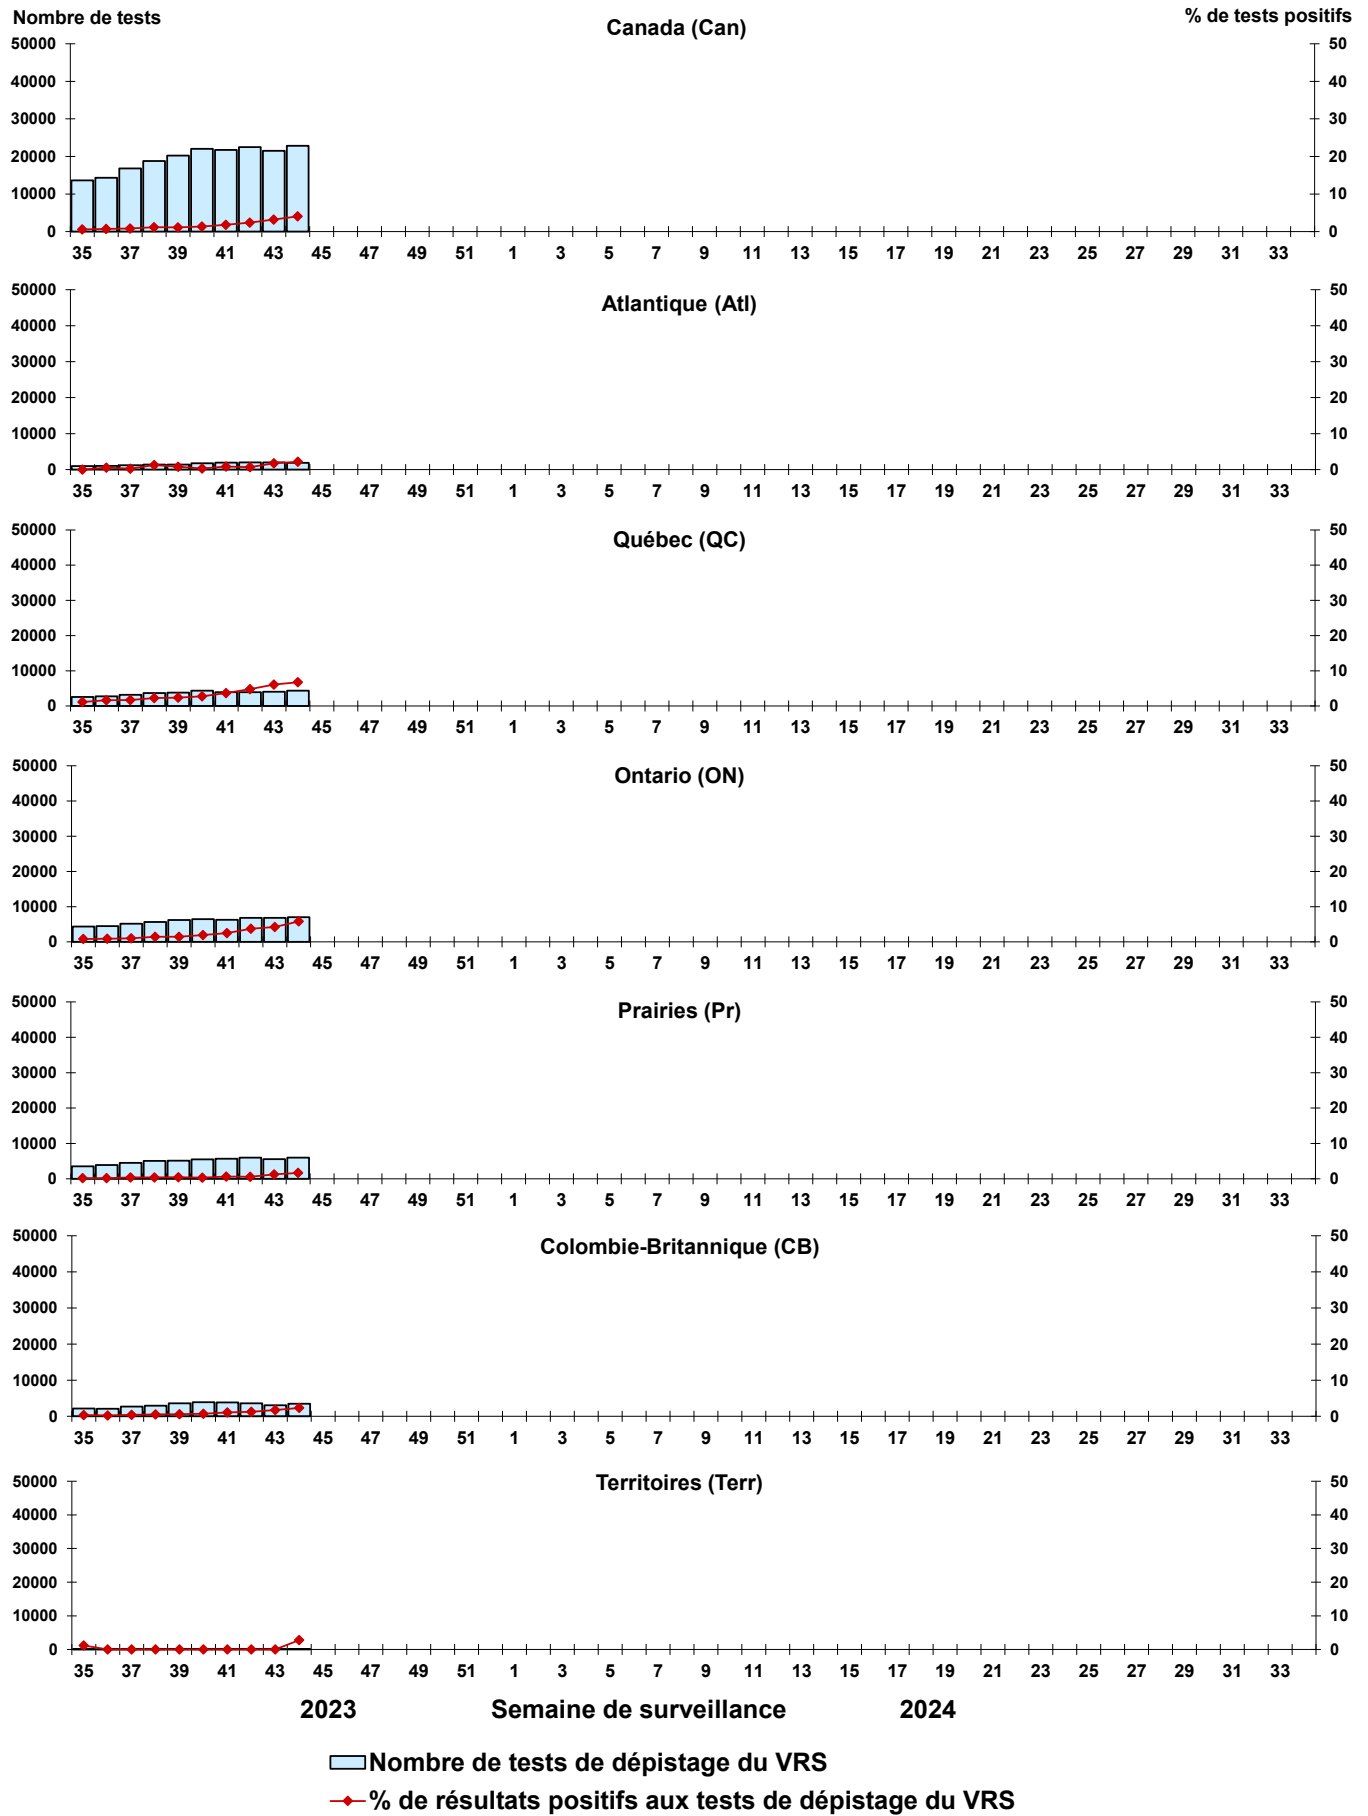 Nombre de tests % de tests positifs
Canada (Can)
50000 50
40000 40
30000 30
20000 20
10000 10
0 0
35 37 39 41 43 45 47 49 51 1 3 5 7 9 11 13 15 17 19 21 23 25 27 29 31 33
Atlantique (Atl)
50000 50
40000 40
30000 30
20000 20
10000 10
0 0
35 37 39 41 43 45 47 49 51 1 3 5 7 9 11 13 15 17 19 21 23 25 27 29 31 33
Québec (QC)
50000 50
40000 40
30000 30
20000 20
10000 10
0 0
35 37 39 41 43 45 47 49 51 1 3 5 7 9 11 13 15 17 19 21 23 25 27 29 31 33
Ontario (ON)
50000 50
40000 40
30000 30
20000 20
10000 10
0 0
35 37 39 41 43 45 47 49 51 1 3 5 7 9 11 13 15 17 19 21 23 25 27 29 31 33
Prairies (Pr)
50000 50
40000 40
30000 30
20000 20
10000 10
0 0
35 37 39 41 43 45 47 49 51 1 3 5 7 9 11 13 15 17 19 21 23 25 27 29 31 33
Colombie-Britannique (CB)
50000 50
40000 40
30000 30
20000 20
10000 10
0 0
35 37 39 41 43 45 47 49 51 1 3 5 7 9 11 13 15 17 19 21 23 25 27 29 31 33
Territoires (Terr)
50000 50
40000 40
30000 30
20000 20
10000 10
0 0
35 37 39 41 43 45 47 49 51 1 3 5 7 9 11 13 15 17 19 21 23 25 27 29 31 33
2023 Semaine de surveillance 2024
Nombre de tests de dépistage du VRS
% de résultats positifs aux tests de dépistage du VRS